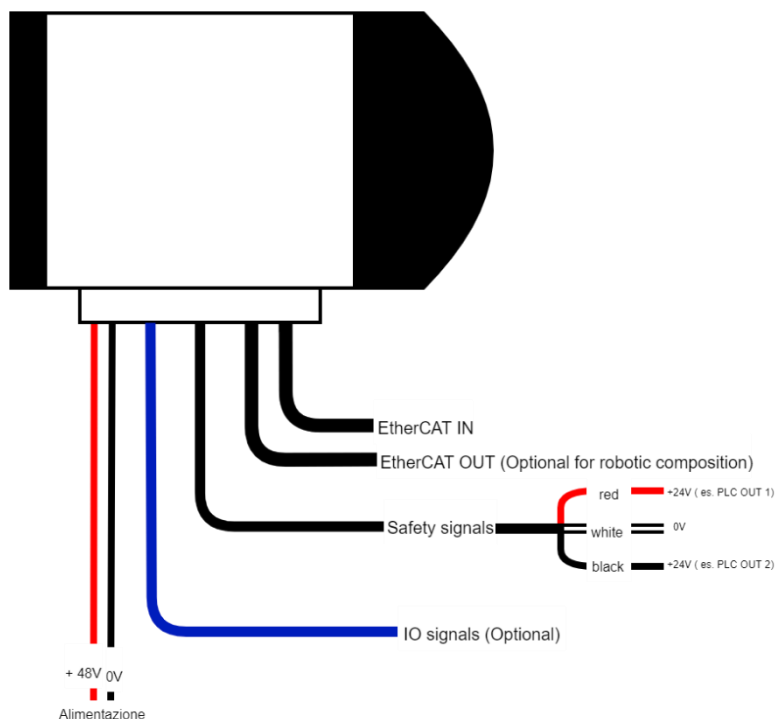 EtherCAT IN
EtherCAT OUT (Optional for robotic composition)
red
+24V ( es. PLC OUT 1)
Safety signals
white
0V
black
+24V ( es. PLC OUT 2)
IO signals (Optional)
+ 48V 0V
Alimentazione